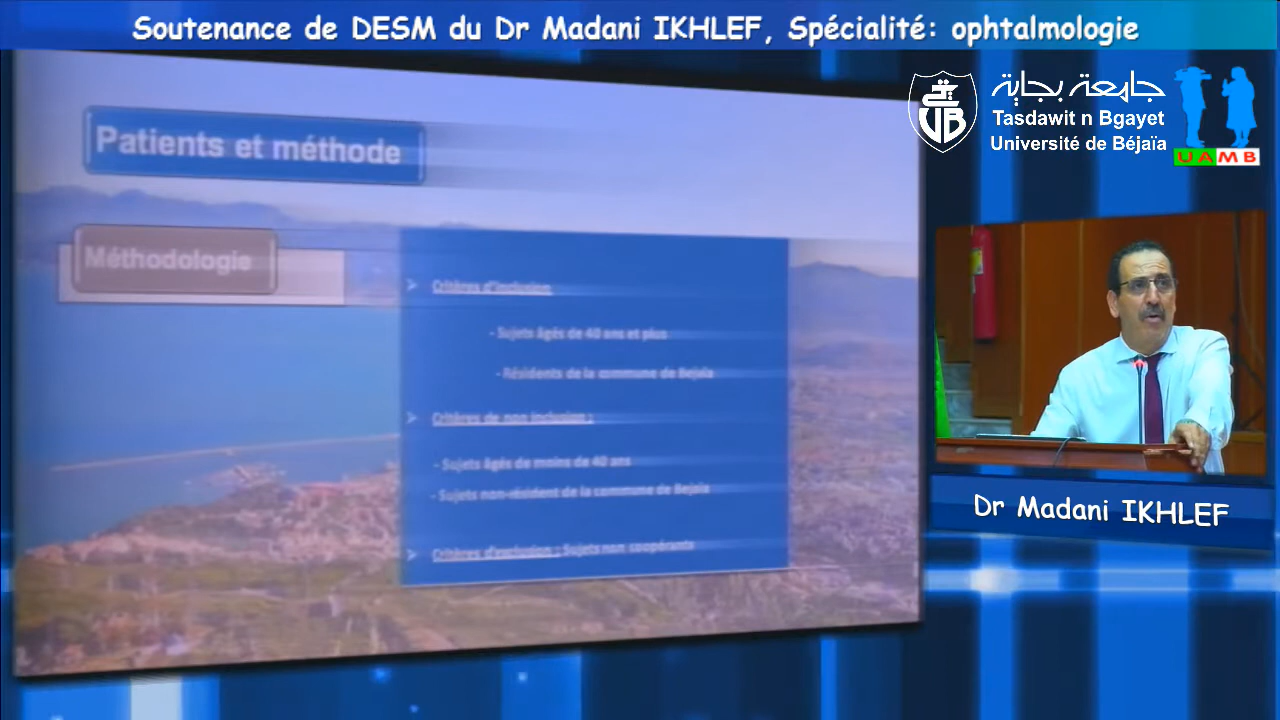 Soutenance de DESM du Dr Madani IKHLEF, Spécialité: ophtalmologie
جامعة بجاية
Tasdawit n Bgayet
Université de Béjaïa
UB
UAMB
Patients et méthode
Méthodologie
Critères d'inclusion
- Sujets âgés de 40 ans et plus
- Résidents de la commune de Bejaïa
Critères de non inclusion :
- Sujets âgés de moins de 40 ans
- Sujets non-résident de la commune de Bejaïa
Critères d'exclusion : Sujets non coopérants
Dr Madani IKHLEF